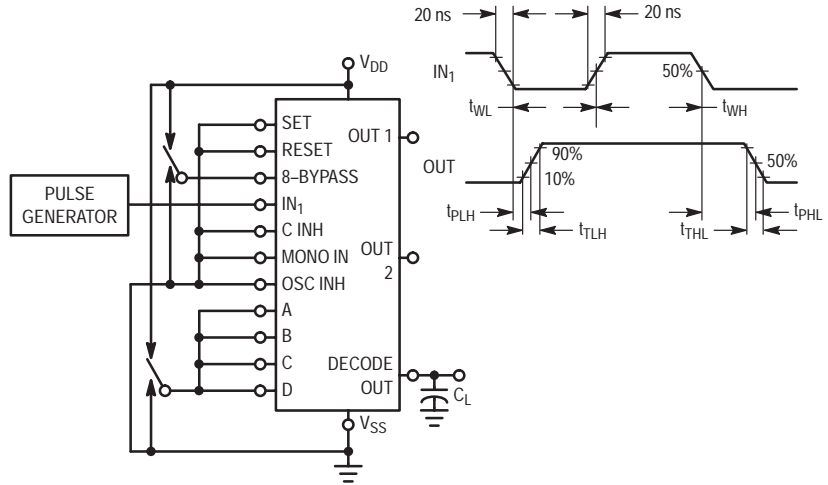 20 ns
20 ns
IN1
50%
tWL
tWH
OUT
90%
10%
50%
tPLH
tTLH
tTHL
tPHL
VDD
PULSE
GENERATOR
SET
RESET
8–BYPASS
IN1
C INH
MONO IN
OSC INH
A
B
C
D
OUT 1
OUT
2
DECODE
OUT
CL
VSS